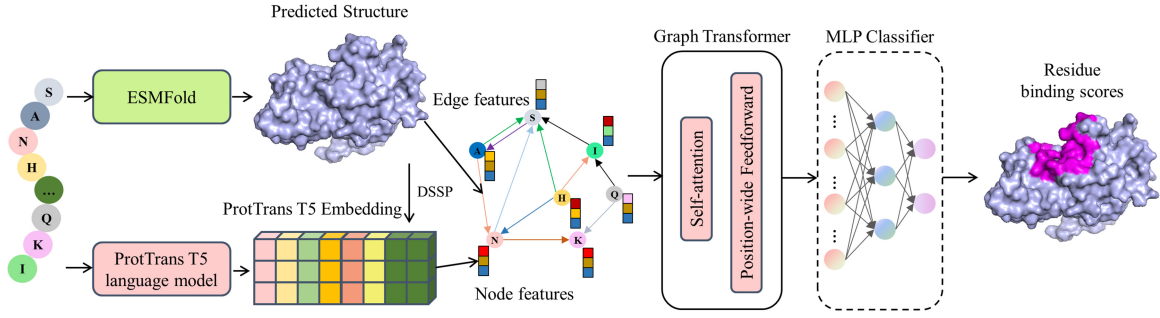 Predicted Structure
Graph Transformer
MLP Classifier
S
A
N
H
...
Q
K
I
ESMFold
ProtTrans T5
language model
DSSP
ProtTrans T5 Embedding
Edge features
S
A
I
H
Q
N
K
Node features
Self-attention
Position-wide Feedforward
Residue
binding scores